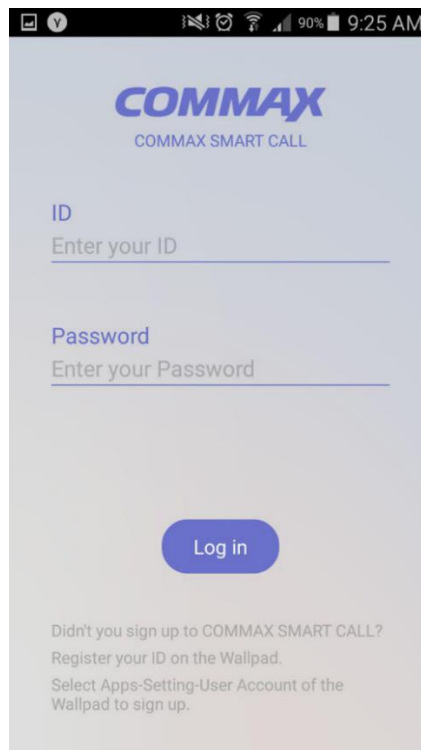 Y 90% 9:25 AM
COMMAX
COMMAX SMART CALL
ID
Enter your ID
Password
Enter your Password
Log in
Didn't you sign up to COMMAX SMART CALL?
Register your ID on the Wallpad.
Select Apps-Setting-User Account of the
Wallpad to sign up.